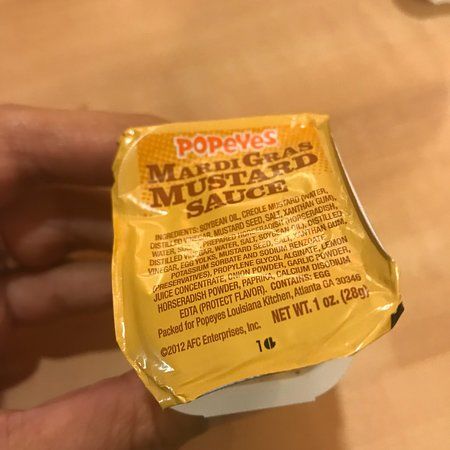 POPEYES
MARDI GRAS
MUSTARD
SAUCE
INGREDIENTS: SOYBEAN OIL, CREOLE MUSTARD (WATER,
DISTILLED VINEGAR, MUSTARD SEED, SALT, XANTHAN GUM),
WATER, SUGAR, PREPARED HORSERADISH (HORSERADISH,
VINEGAR, WATER, SALT, SOYBEAN OIL), DISTILLED
VINEGAR, EGG YOLKS, MUSTARD SEED, SALT, XANTHAN GUM,
POTASSIUM SORBATE AND SODIUM BENZOATE
(PRESERVATIVES), PROPYLENE GLYCOL ALGINATE, LEMON
JUICE CONCENTRATE, ONION POWDER, GARLIC POWDER,
HORSERADISH POWDER, PAPRIKA, CALCIUM DISODIUM
EDTA (PROTECT FLAVOR). CONTAINS: EGG
Packed for Popeyes Louisiana Kitchen, Atlanta GA 30346
©2012 AFC Enterprises, Inc. NET WT. 1 oz. (28g)